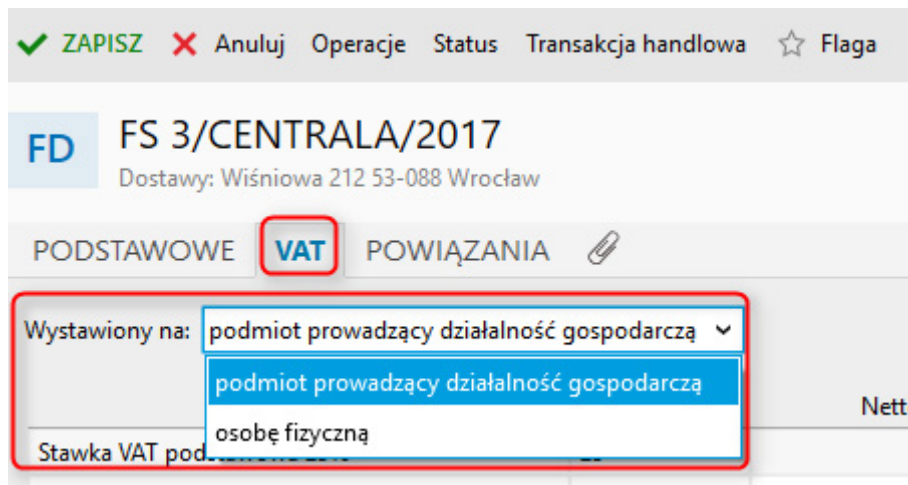 ZAPISZ Anuluj Operacje Status Transakcja handlowa Flaga
FD FS 3/CENTRALA/2017
Dostawy: Wiśniowa 212 53-088 Wrocław
PODSTAWOWE VAT POWIĄZANIA
Wystawiony na: podmiot prowadzący działalność gospodarczą
podmiot prowadzący działalność gospodarczą
Nett
osobę fizyczną
Stawka VAT